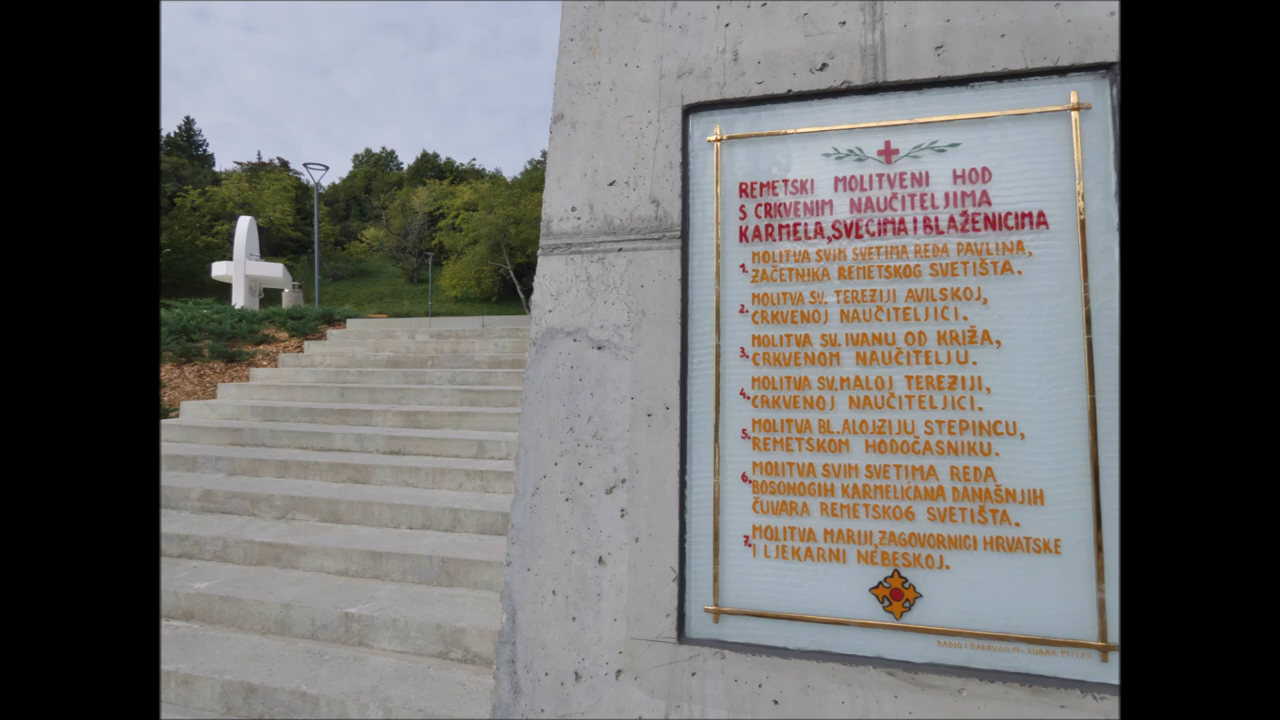 REMETSKI MOLITVENI HOD
S CRKVENIM NAUČITELJIMA
KARMELA, SVECIMA I BLAŽENICIMA
1. MOLITVA SVIM SVETIMA REDA PAVLINA,
ZAČETNIKA REMETSKOG SVETIŠTA.
2. MOLITVA SV. TEREZIJI AVILSKOJ,
CRKVENOJ NAUČITELJICI.
3. MOLITVA SV. IVANU OD KRIŽA,
CRKVENOM NAUČITELJU.
4. MOLITVA SV. MALOJ TEREZIJI,
CRKVENOJ NAUČITELJICI.
5. MOLITVA BL. ALOJZIJU STEPINCU,
REMETSKOM HODOČASNIKU.
6. MOLITVA SVIM SVETIMA REDA
BOSONOGIH KARMELIĆANA DANAŠNJIH
ČUVARA REMETSKOG SVETIŠTA.
7. MOLITVA MARIJI, ZAGOVORNICI HRVATSKE
I LJEKARNI NEBESKOJ.